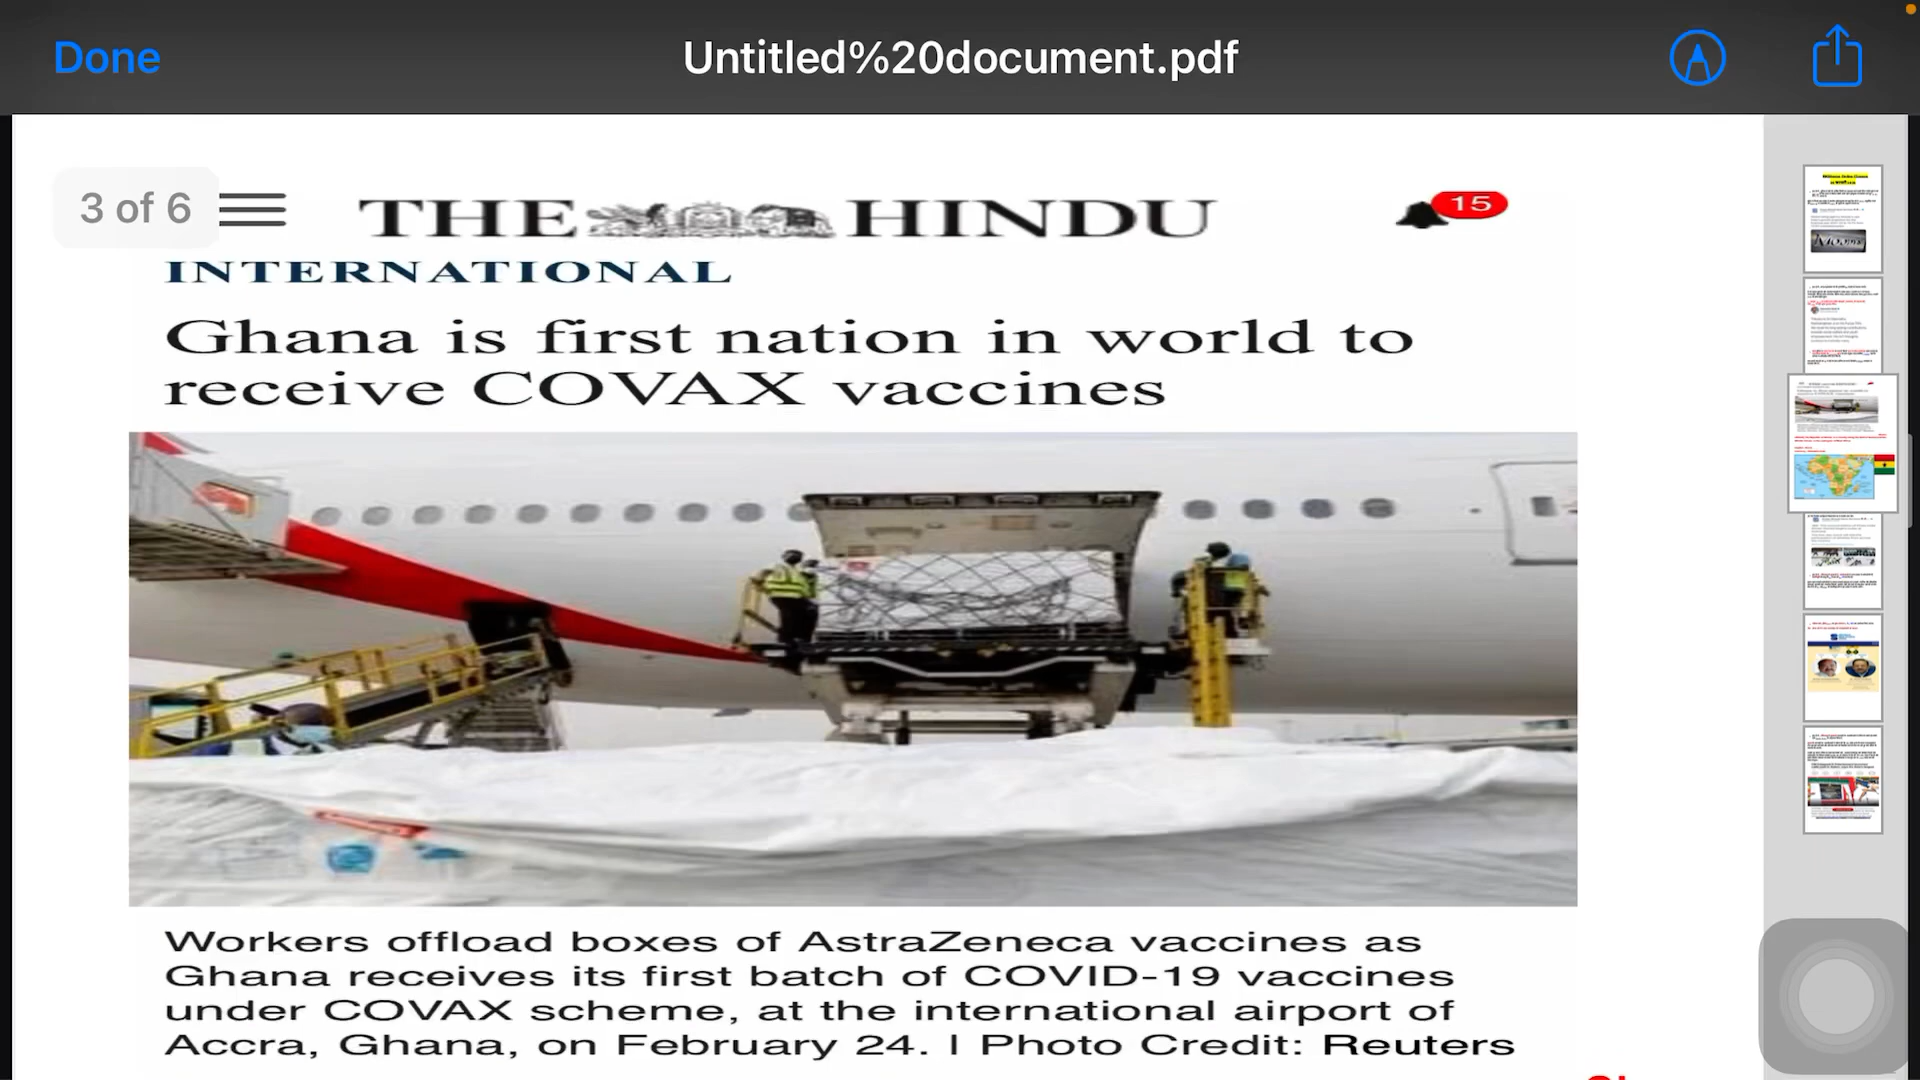 Done
Untitled%20document.pdf
3 of 6
THE HINDU
15
INTERNATIONAL
Ghana is first nation in world to
receive COVAX vaccines
Workers offload boxes of AstraZeneca vaccines as
Ghana receives its first batch of COVID-19 vaccines
under COVAX scheme, at the international airport of
Accra, Ghana, on February 24. I Photo Credit: Reuters